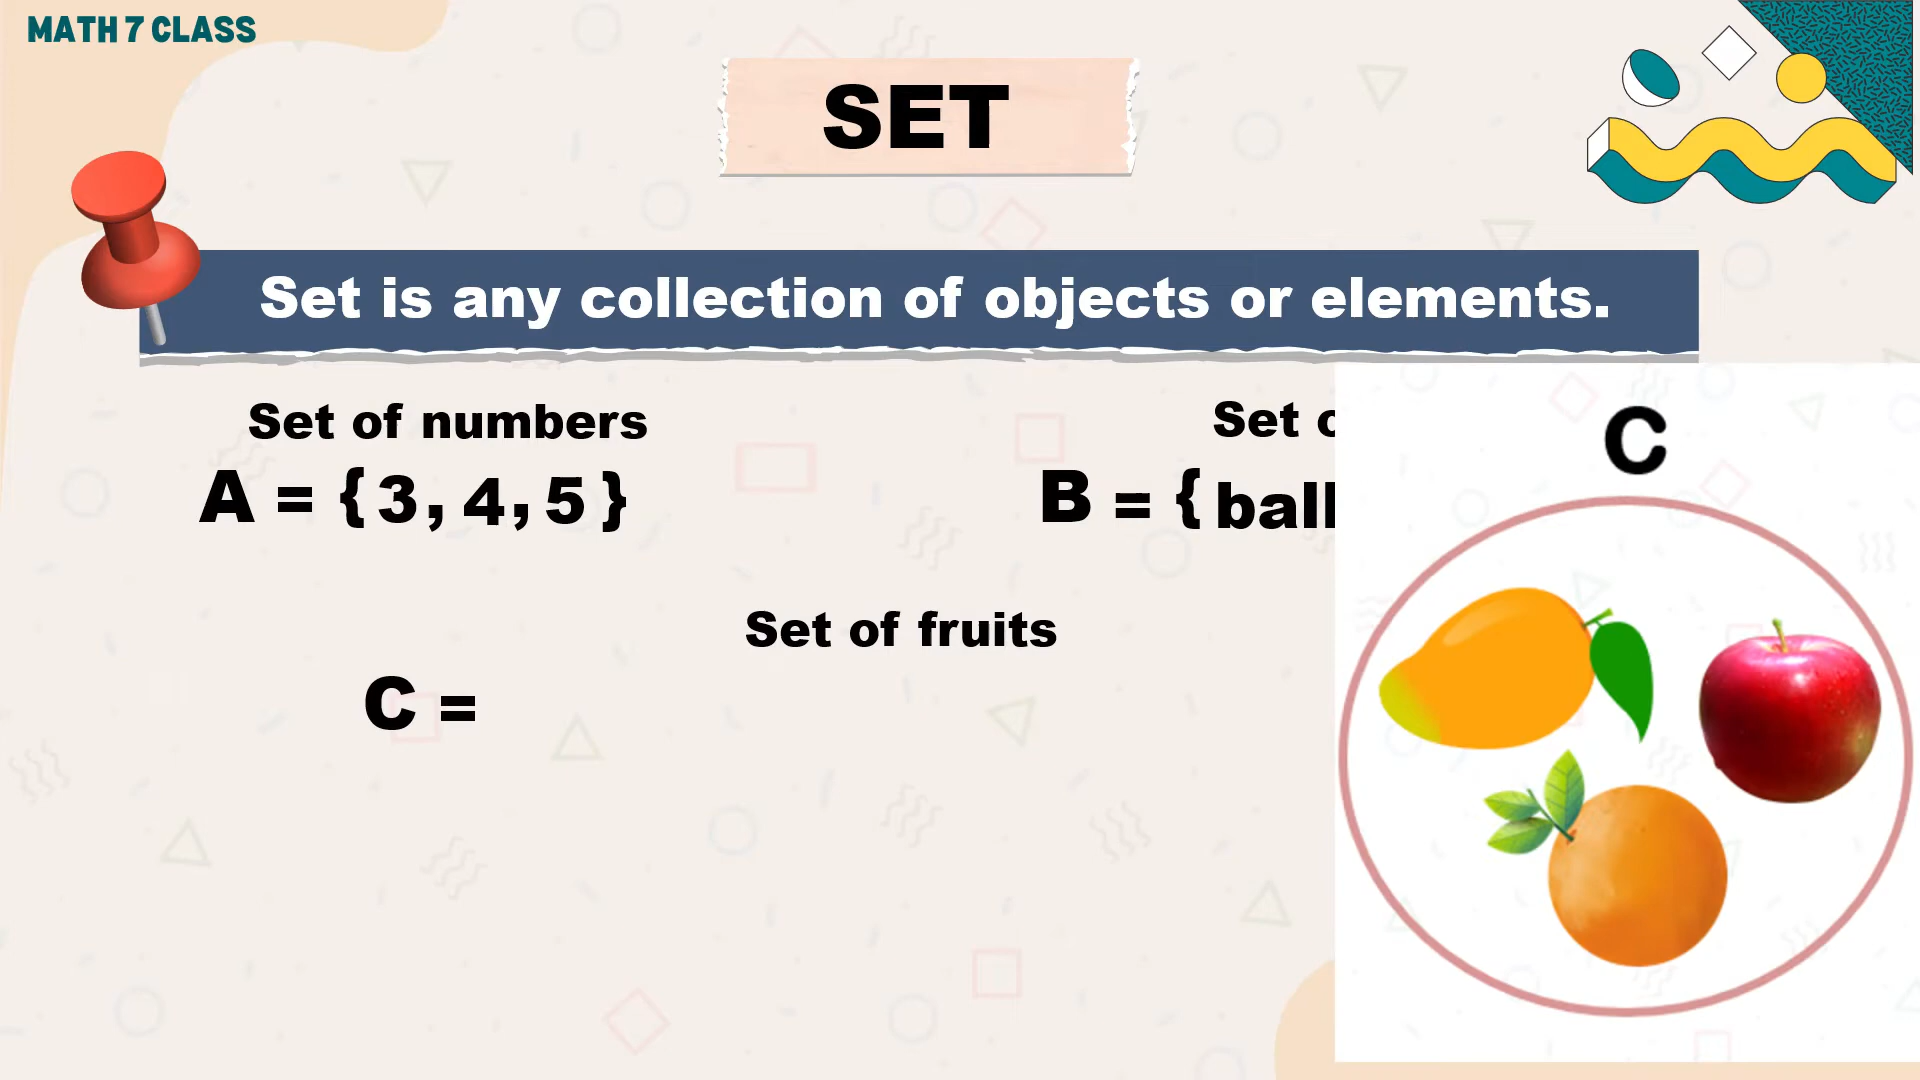 MATH 7 CLASS
SET
Set is any collection of objects or elements.
Set of numbers
A = {3, 4, 5}
Set
B = { ball
C
Set of fruits
C =